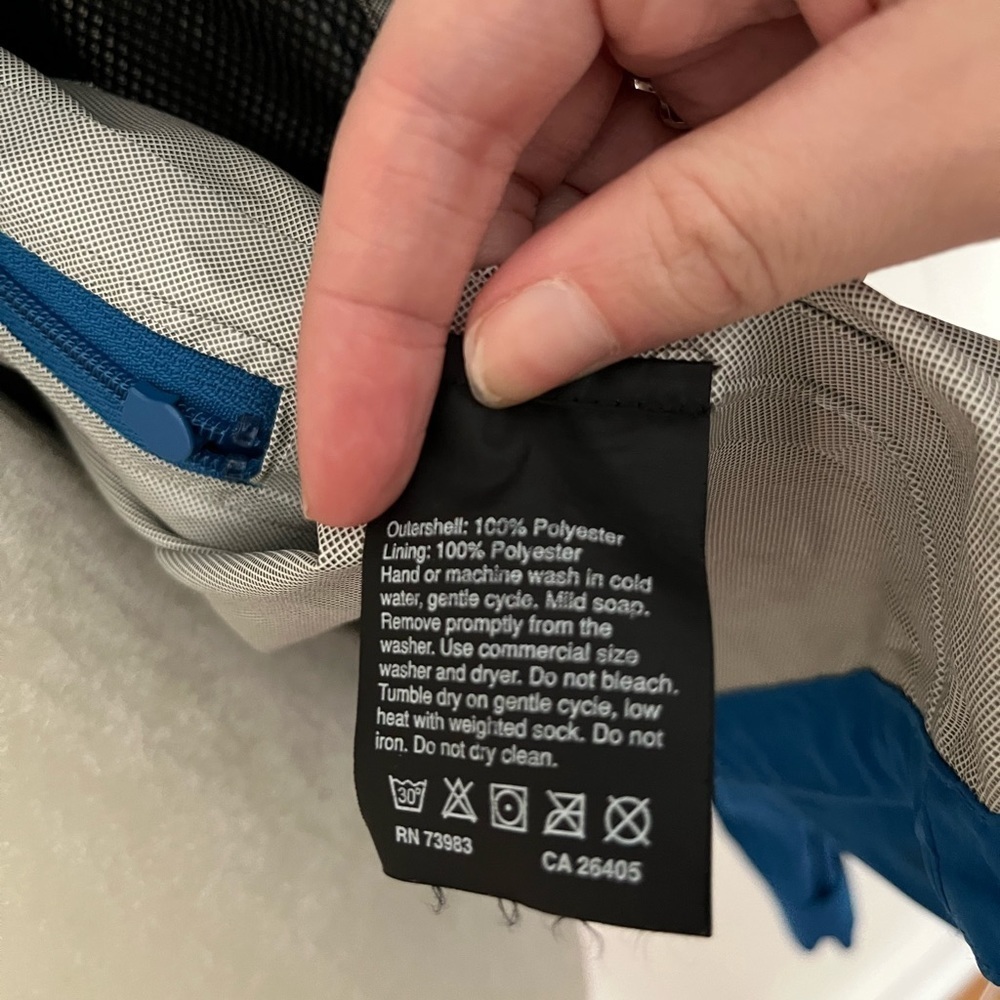 Outershell: 100% Polyester
Lining: 100% Polyester
Hand or machine wash in cold
water, gentle cycle. Mild soap.
Remove promptly from the
washer. Use commercial size
washer and dryer. Do not bleach.
Tumble dry on gentle cycle, low
heat with weighted sock. Do not
iron. Do not dry clean.
30°
RN 73983
CA 26405